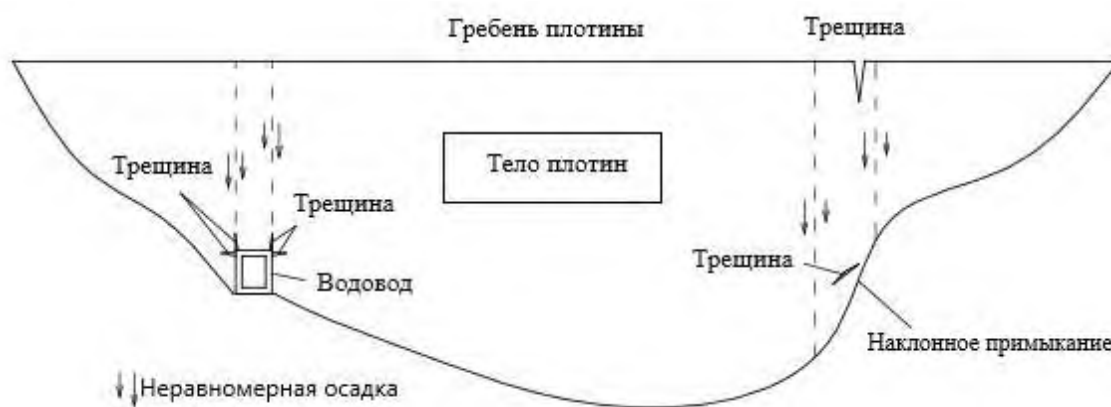 Гребень плотины
Трещина
Трещина
Тело плотин
Трещина
Водовод
Трещина
Наклонное примыкание
Неравномерная осадка